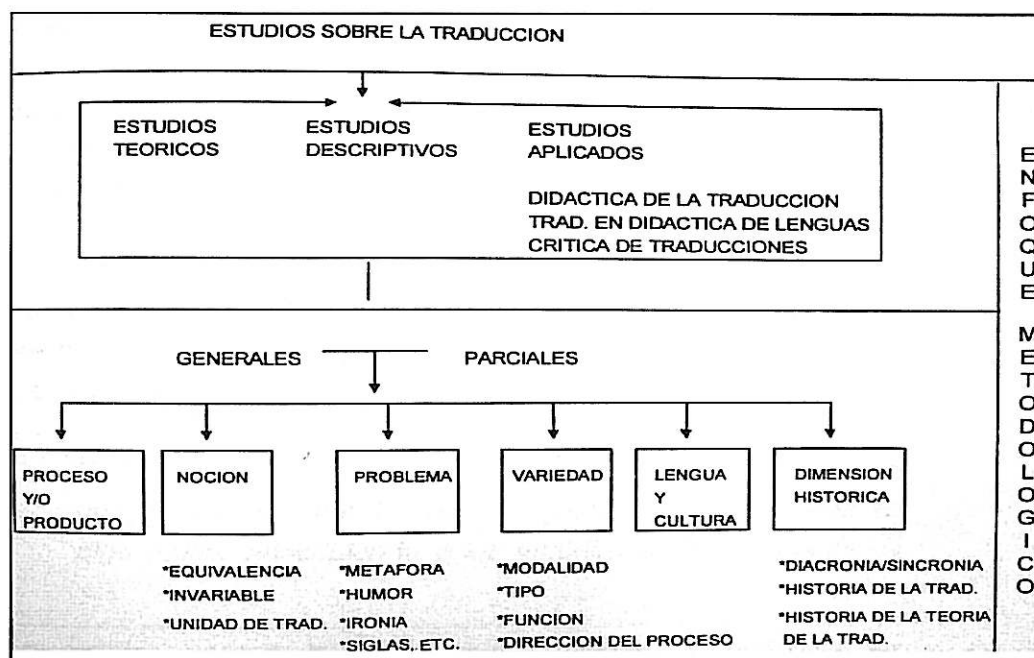 ESTUDIOS SOBRE LA TRADUCCION
ESTUDIOS
TEORICOS
ESTUDIOS
DESCRIPTIVOS
ESTUDIOS
APLICADOS
DIDACTICA DE LA TRADUCCION
TRAD. EN DIDACTICA DE LENGUAS
CRITICA DE TRADUCCIONES
GENERALES
PARCIALES
PROCESO
Y/O
PRODUCTO
NOCION
*EQUIVALENCIA
*INVARIABLE
*UNIDAD DE TRAD.
PROBLEMA
*METAFORA
*HUMOR
*IRONIA
*SIGLAS, ETC.
VARIEDAD
*MODALIDAD
*TIPO
*FUNCION
*DIRECCION DEL PROCESO
LENGUA
Y
CULTURA
DIMENSION
HISTORICA
*DIACRONIA/SINCRONIA
*HISTORIA DE LA TRAD.
*HISTORIA DE LA TEORIA
DE LA TRAD.
ENFOQUE METODOLOGICO